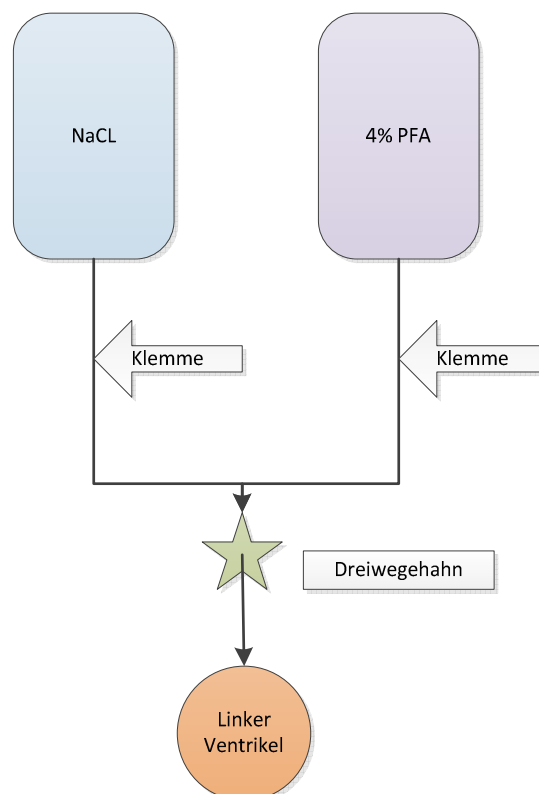 NaCL
4% PFA
Klemme
Klemme
Dreiwegehahn
Linker
Ventrikel